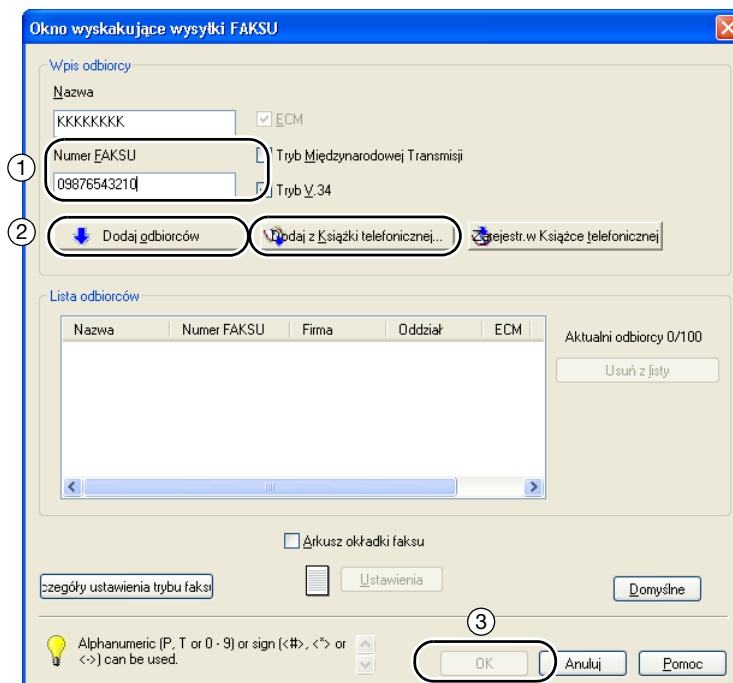 Okno wyskakujące wysyłki FAKSU
Wpis odbiorcy
Nazwa
KKKKKKKK
ECM
Numer FAKSU
Tryb Międzynarodowej Transmisji
1
09876543210
Tryb V.34
2
Dodaj odbiorców
Dodaj z Książki telefonicznej...
Zarejestr.w Książce telefonicznej
Lista odbiorców
Nazwa Numer FAKSU Firma Oddział ECM
Aktualni odbiorcy 0/100
Usuń z listy
Arkusz okładki faksu
czegóły ustawienia trybu faksu
Ustawienia
Domyślne
3
Alphanumeric (P, T or 0 - 9) or sign (<#>, <*> or
<-> ) can be used.
OK
Anuluj
Pomoc